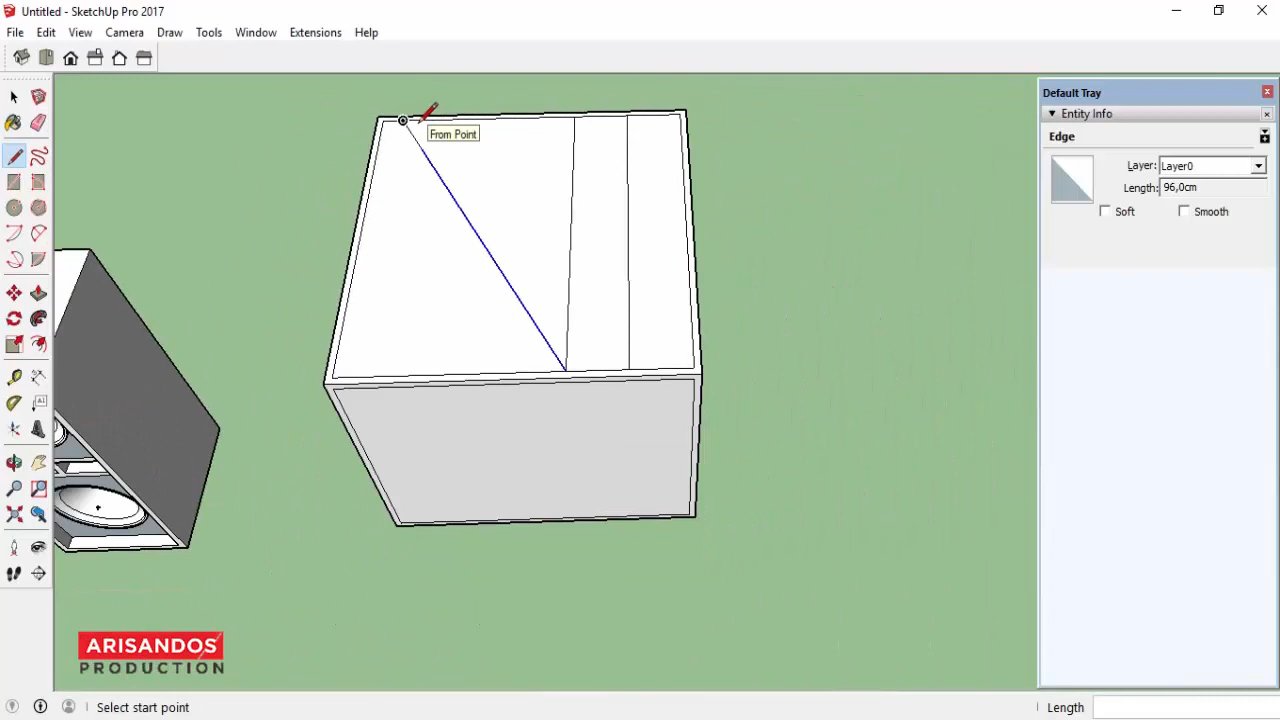 Untitled - SketchUp Pro 2017
File Edit View Camera Draw Tools Window Extensions Help
Default Tray
Entity Info
Edge
Layer: Layer0
Length: 96,0cm
Soft Smooth
From Point
ARISANDOS
PRODUCTION
Select start point
Length